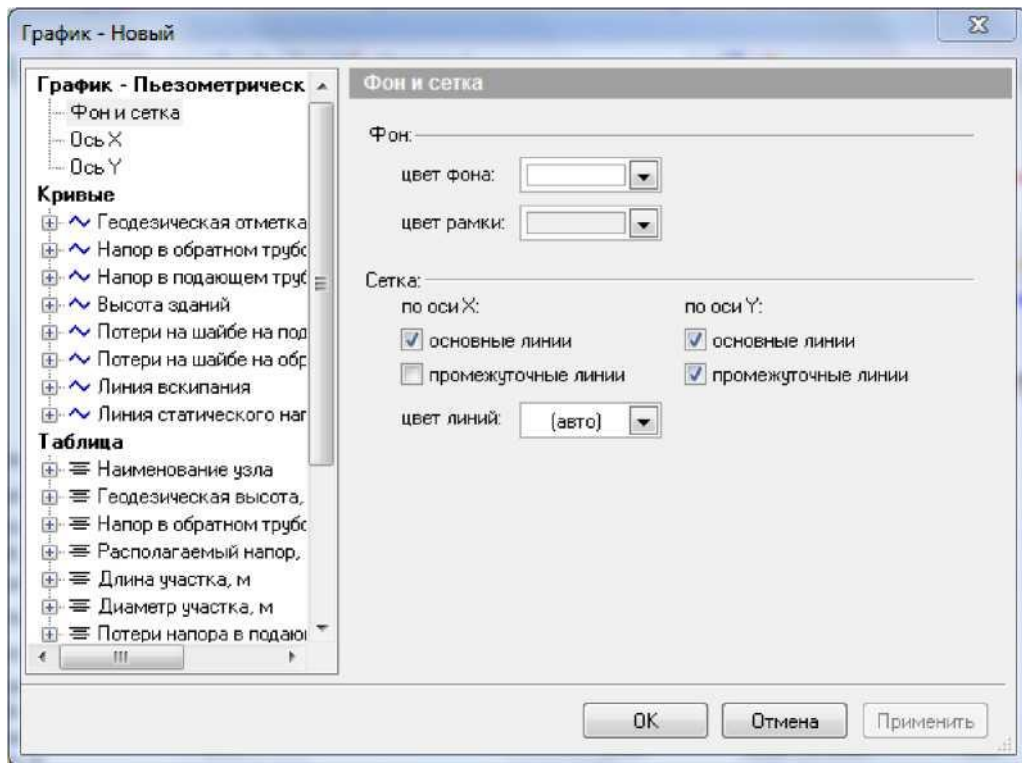 График - Новый
График - Пьезометрическ
Фон и сетка
Ось X
Ось Y
Кривые
Геодезическая отметка
Напор в обратном трубо
Напор в подающем труб
Высота зданий
Потери на шайбе на под
Потери на шайбе на обр
Линия вскипания
Линия статического нап
Таблица
Наименование узла
Геодезическая высота,
Напор в обратном трубо
Располагаемый напор,
Длина участка, м
Диаметр участка, м
Потери напора в подаю
Фон и сетка
Фон:
цвет фона:
цвет рамки:
Сетка:
по оси X: по оси Y:
основные линии основные линии
промежуточные линии промежуточные линии
цвет линий: (авто)
OK Отмена Применить